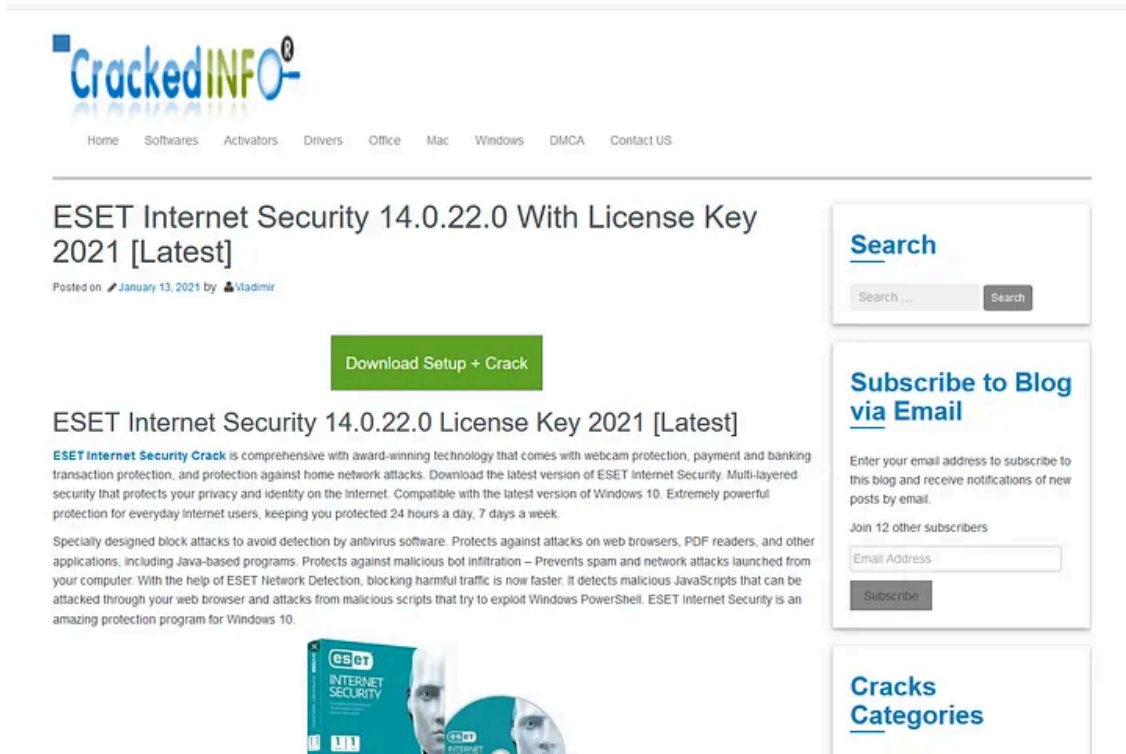 CrackedINFO®
Home Softwares Activators Drivers Office Mac Windows DMCA Contact US
ESET Internet Security 14.0.22.0 With License Key
2021 [Latest]
Posted on January 13, 2021 by Vladimir
Download Setup + Crack
ESET Internet Security 14.0.22.0 License Key 2021 [Latest]
ESET Internet Security Crack is comprehensive with award-winning technology that comes with webcam protection, payment and banking
transaction protection, and protection against home network attacks. Download the latest version of ESET Internet Security. Multi-layered
security that protects your privacy and identity on the Internet. Compatible with the latest version of Windows 10. Extremely powerful
protection for everyday Internet users, keeping you protected 24 hours a day, 7 days a week.
Specially designed block attacks to avoid detection by antivirus software. Protects against attacks on web browsers, PDF readers, and other
applications, including Java-based programs. Protects against malicious bot infiltration – Prevents spam and network attacks launched from
your computer. With the help of ESET Network Detection, blocking harmful traffic is now faster. It detects malicious JavaScripts that can be
attacked through your web browser and attacks from malicious scripts that try to exploit Windows PowerShell. ESET Internet Security is an
amazing protection program for Windows 10.
eset
INTERNET
SECURITY
1 1
eset
INTERNET
Search
Search ... Search
Subscribe to Blog
via Email
Enter your email address to subscribe to
this blog and receive notifications of new
posts by email.
Join 12 other subscribers
Email Address
Subscribe
Cracks
Categories